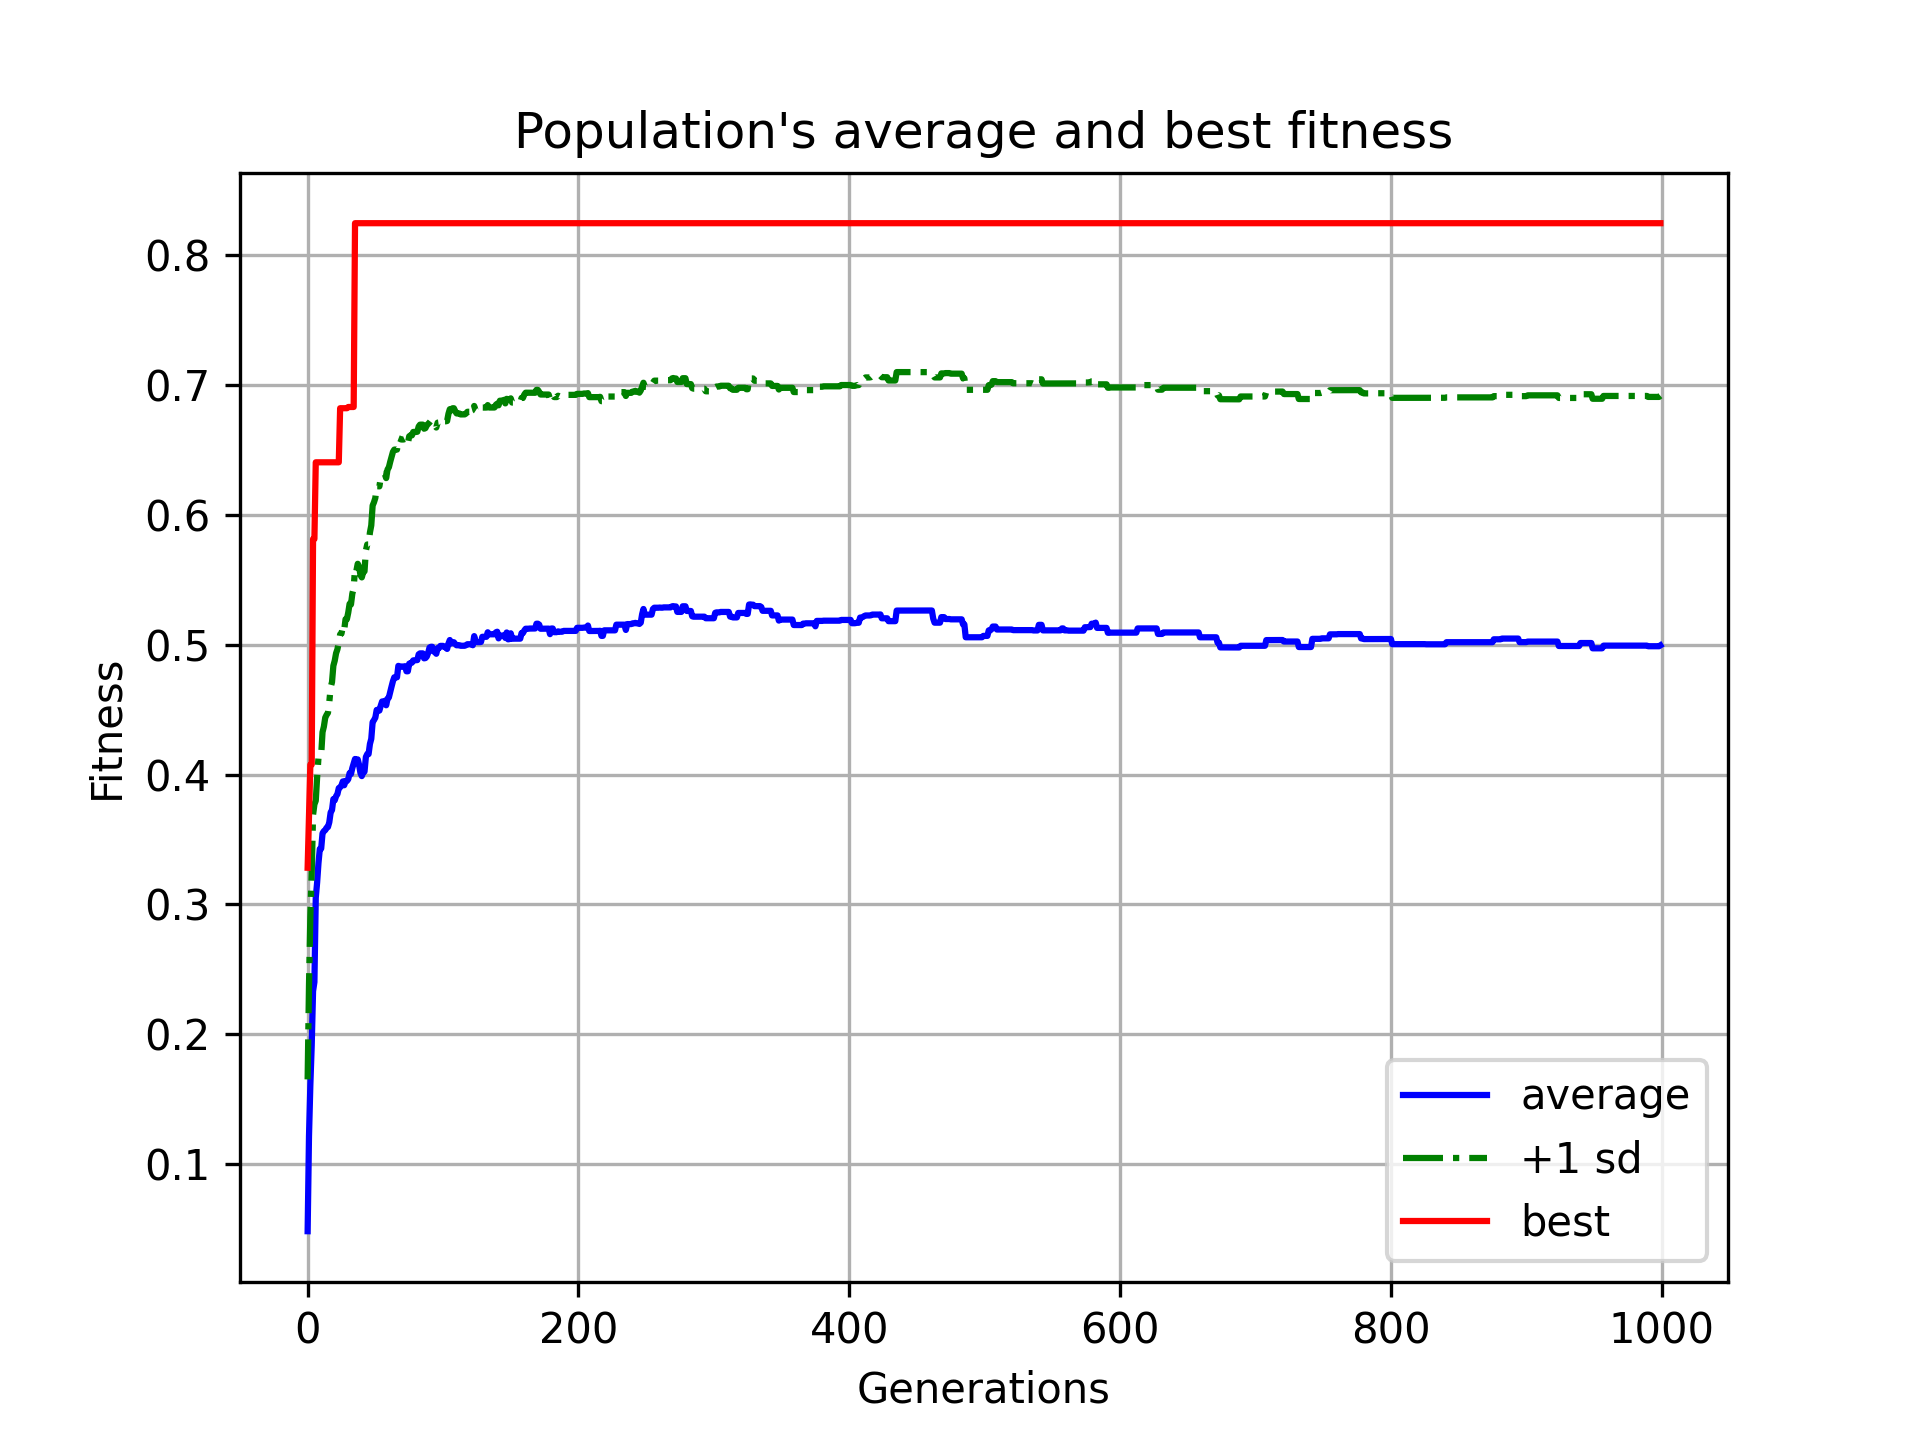 Population's average and best fitness
Fitness
0.8
0.7
0.6
0.5
0.4
0.3
0.2
0.1
average
+1 sd
best
0 200 400 600 800 1000
Generations